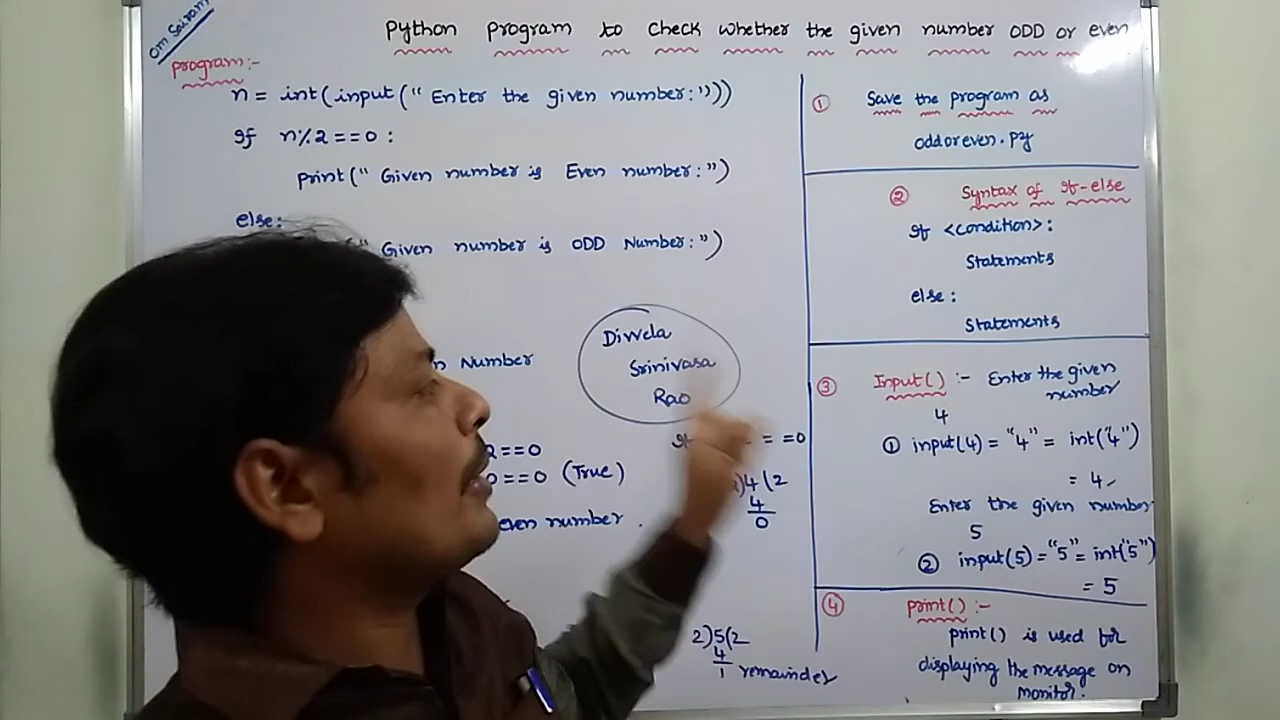 Om Sairam
Python program to check whether the given number ODD or even
program:-
n = int(input("Enter the given number:"))
If n%2==0:
print("Given number is Even number:")
else:
("Given number is ODD Number:")
Number
2==0
0==0 (True)
even number.
Divvela
Srinivasa
Rao
If = =0
)4(2
4
0
2)5(2
4
1 remainder
① Save the program as
oddoreven.py
② Syntax of If-else
If <condition>:
Statements
else:
Statements
③ Input() :- Enter the given
number
4
① input(4) = "4" = int("4")
= 4
Enter the given number
5
② input(5) = "5" = int("5")
= 5
④ print() :-
print() is used for
displaying the message on
monitor.